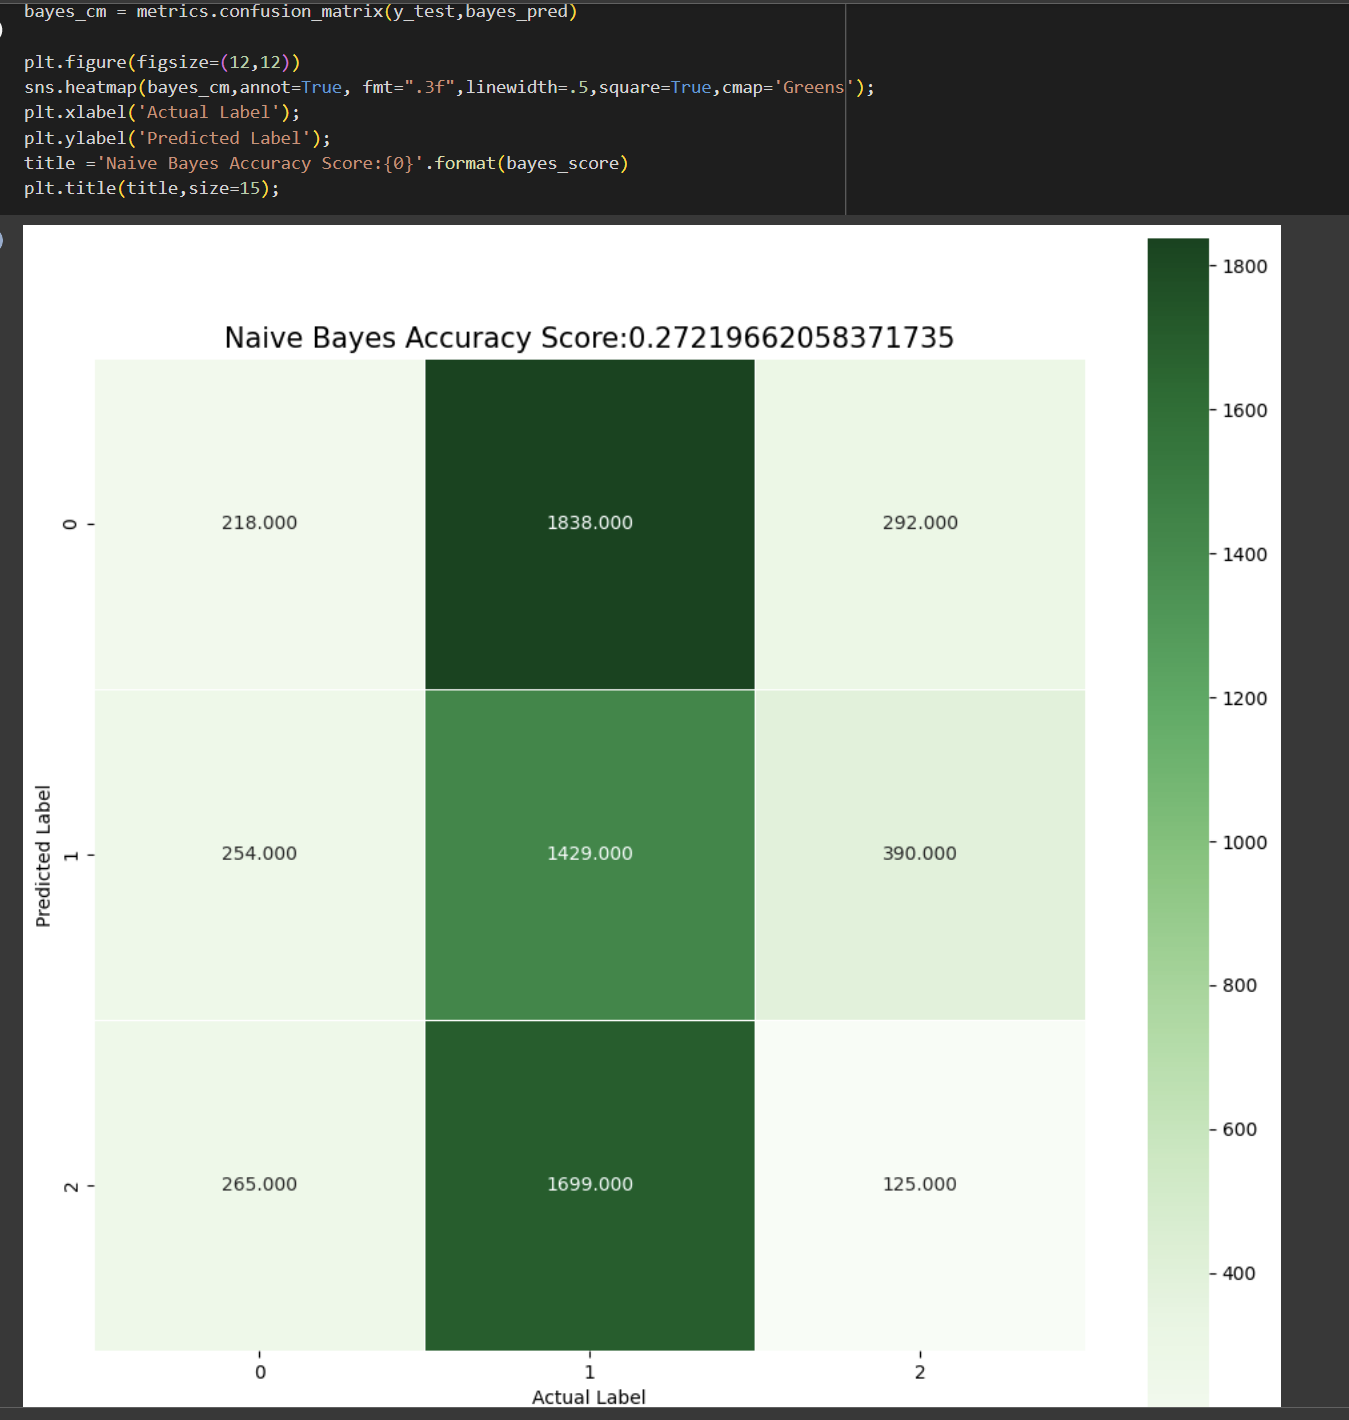 bayes_cm = metrics.confusion_matrix(y_test,bayes_pred)
plt.figure(figsize=(12,12))
sns.heatmap(bayes_cm,annot=True, fmt=".3f",linewidth=.5,square=True,cmap='Greens');
plt.xlabel('Actual Label');
plt.ylabel('Predicted Label');
title ='Naive Bayes Accuracy Score:{0}'.format(bayes_score)
plt.title(title,size=15);
Naive Bayes Accuracy Score:0.27219662058371735
1800
1600
1400
1200
1000
800
600
400
0
218.000 1838.000 292.000
Predicted Label
1
254.000 1429.000 390.000
2
265.000 1699.000 125.000
0 1 2
Actual Label